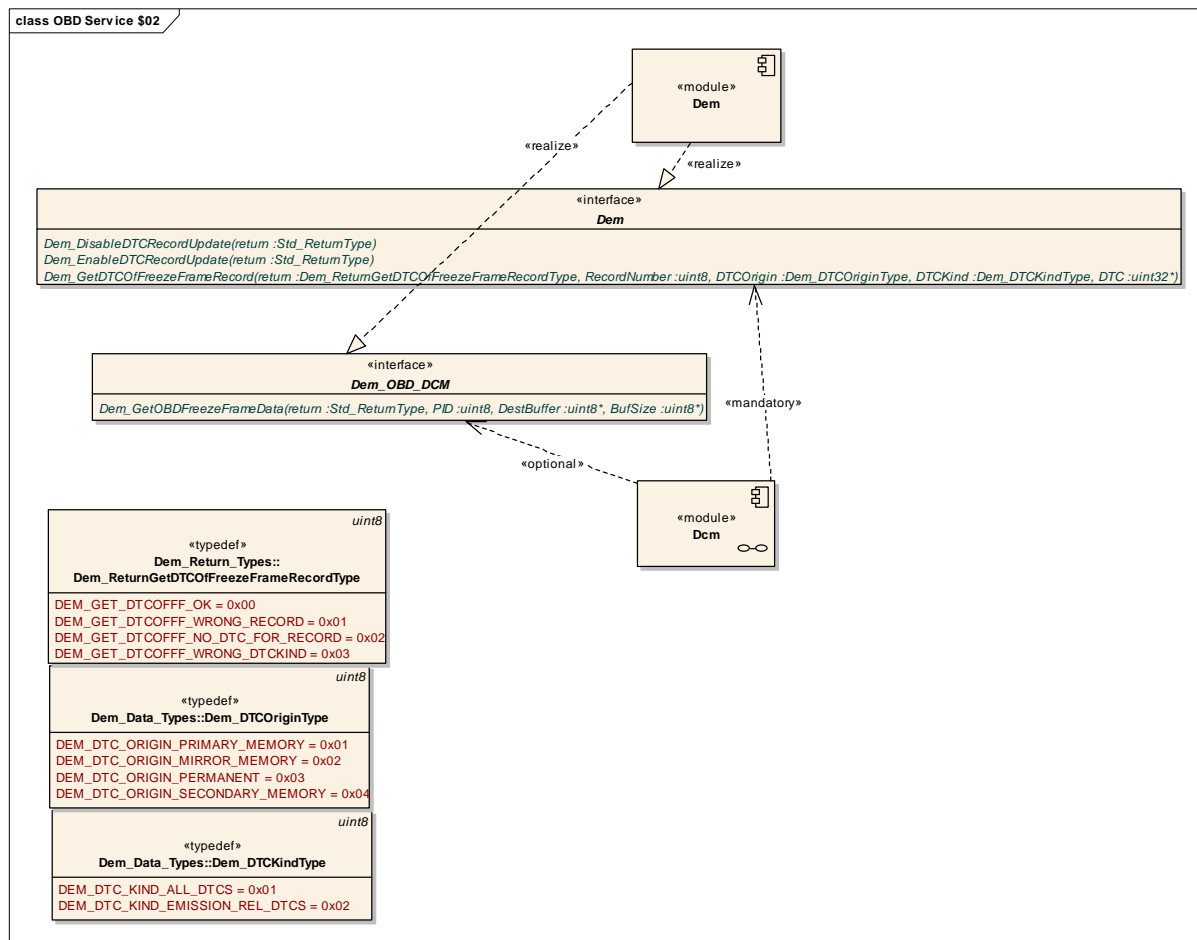 class OBD Service $02
«module»
Dem
«realize»
«realize»
«interface»
Dem
Dem_DisableDTCRecordUpdate(return :Std_ReturnType)
Dem_EnableDTCRecordUpdate(return :Std_ReturnType)
Dem_GetDTCOfFreezeFrameRecord(return :Dem_ReturnGetDTCOfFreezeFrameRecordType, RecordNumber :uint8, DTCOrigin :Dem_DTCOriginType, DTCKind :Dem_DTCKindType, DTC :uint32*)
«interface»
Dem_OBD_DCM
Dem_GetOBDFreezeFrameData(return :Std_ReturnType, PID :uint8, DestBuffer :uint8*, BufSize :uint8*)
«mandatory»
«optional»
«module»
Dcm
uint8
«typedef»
Dem_Return_Types::
Dem_ReturnGetDTCOfFreezeFrameRecordType
DEM_GET_DTCOFFF_OK = 0x00
DEM_GET_DTCOFFF_WRONG_RECORD = 0x01
DEM_GET_DTCOFFF_NO_DTC_FOR_RECORD = 0x02
DEM_GET_DTCOFFF_WRONG_DTCKIND = 0x03
uint8
«typedef»
Dem_Data_Types::Dem_DTCOriginType
DEM_DTC_ORIGIN_PRIMARY_MEMORY = 0x01
DEM_DTC_ORIGIN_MIRROR_MEMORY = 0x02
DEM_DTC_ORIGIN_PERMANENT = 0x03
DEM_DTC_ORIGIN_SECONDARY_MEMORY = 0x04
uint8
«typedef»
Dem_Data_Types::Dem_DTCKindType
DEM_DTC_KIND_ALL_DTCS = 0x01
DEM_DTC_KIND_EMISSION_REL_DTCS = 0x02